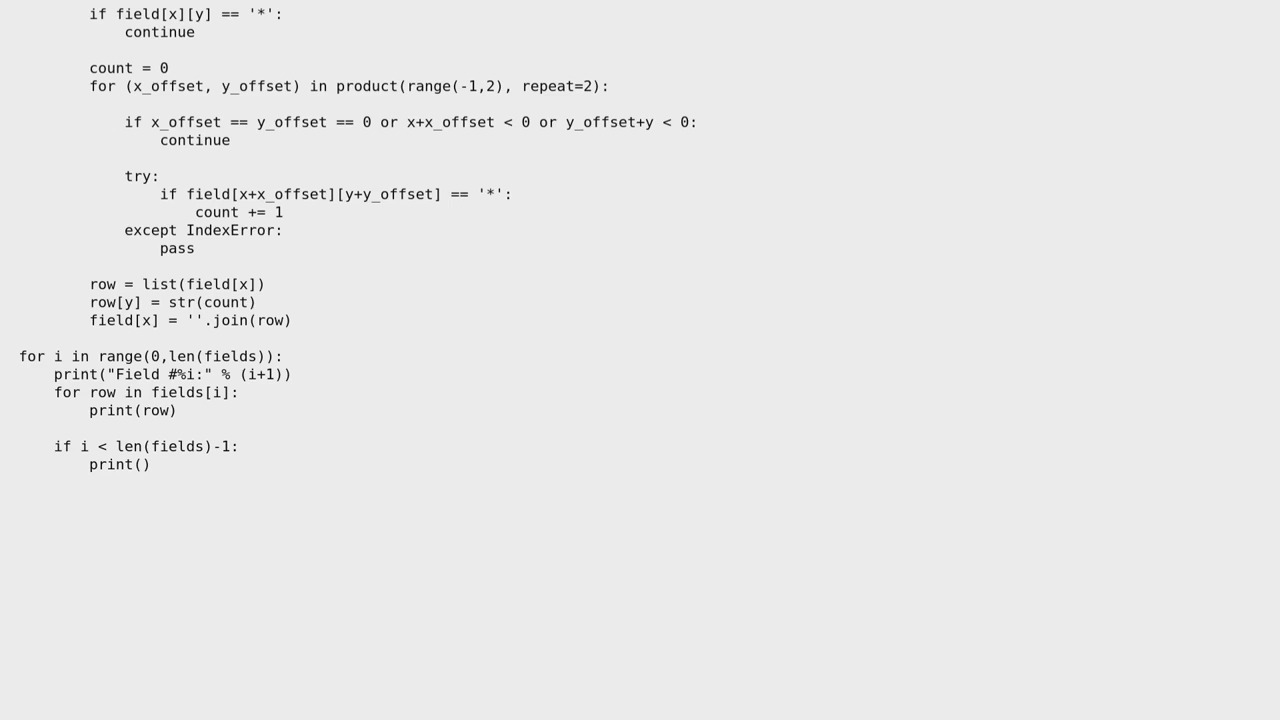 if field[x][y] == '*':
            continue

        count = 0
        for (x_offset, y_offset) in product(range(-1,2), repeat=2):

            if x_offset == y_offset == 0 or x+x_offset < 0 or y_offset+y < 0:
                continue

            try:
                if field[x+x_offset][y+y_offset] == '*':
                    count += 1
            except IndexError:
                pass

        row = list(field[x])
        row[y] = str(count)
        field[x] = ''.join(row)

for i in range(0,len(fields)):
    print("Field #%i:" % (i+1))
    for row in fields[i]:
        print(row)

    if i < len(fields)-1:
        print()